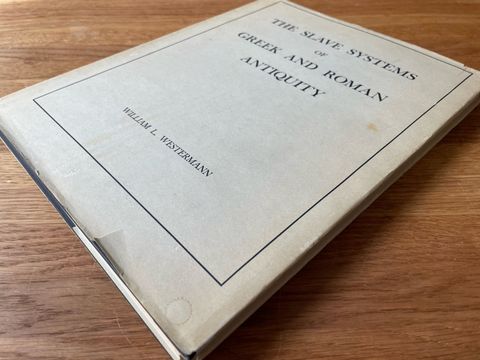 THE SLAVE SYSTEMS
OF
GREEK AND ROMAN
ANTIQUITY
WILLIAM L. WESTERMANN